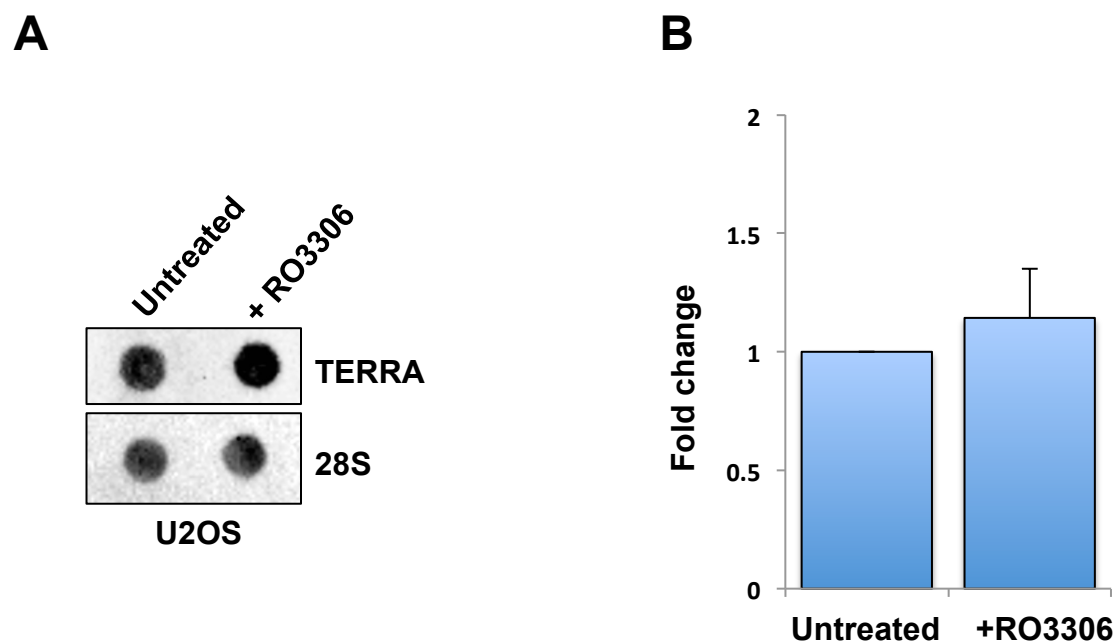 A
Untreated
+ RO3306
TERRA
28S
U2OS
B
Fold change
2
1.5
1
0.5
0
Untreated
+RO3306